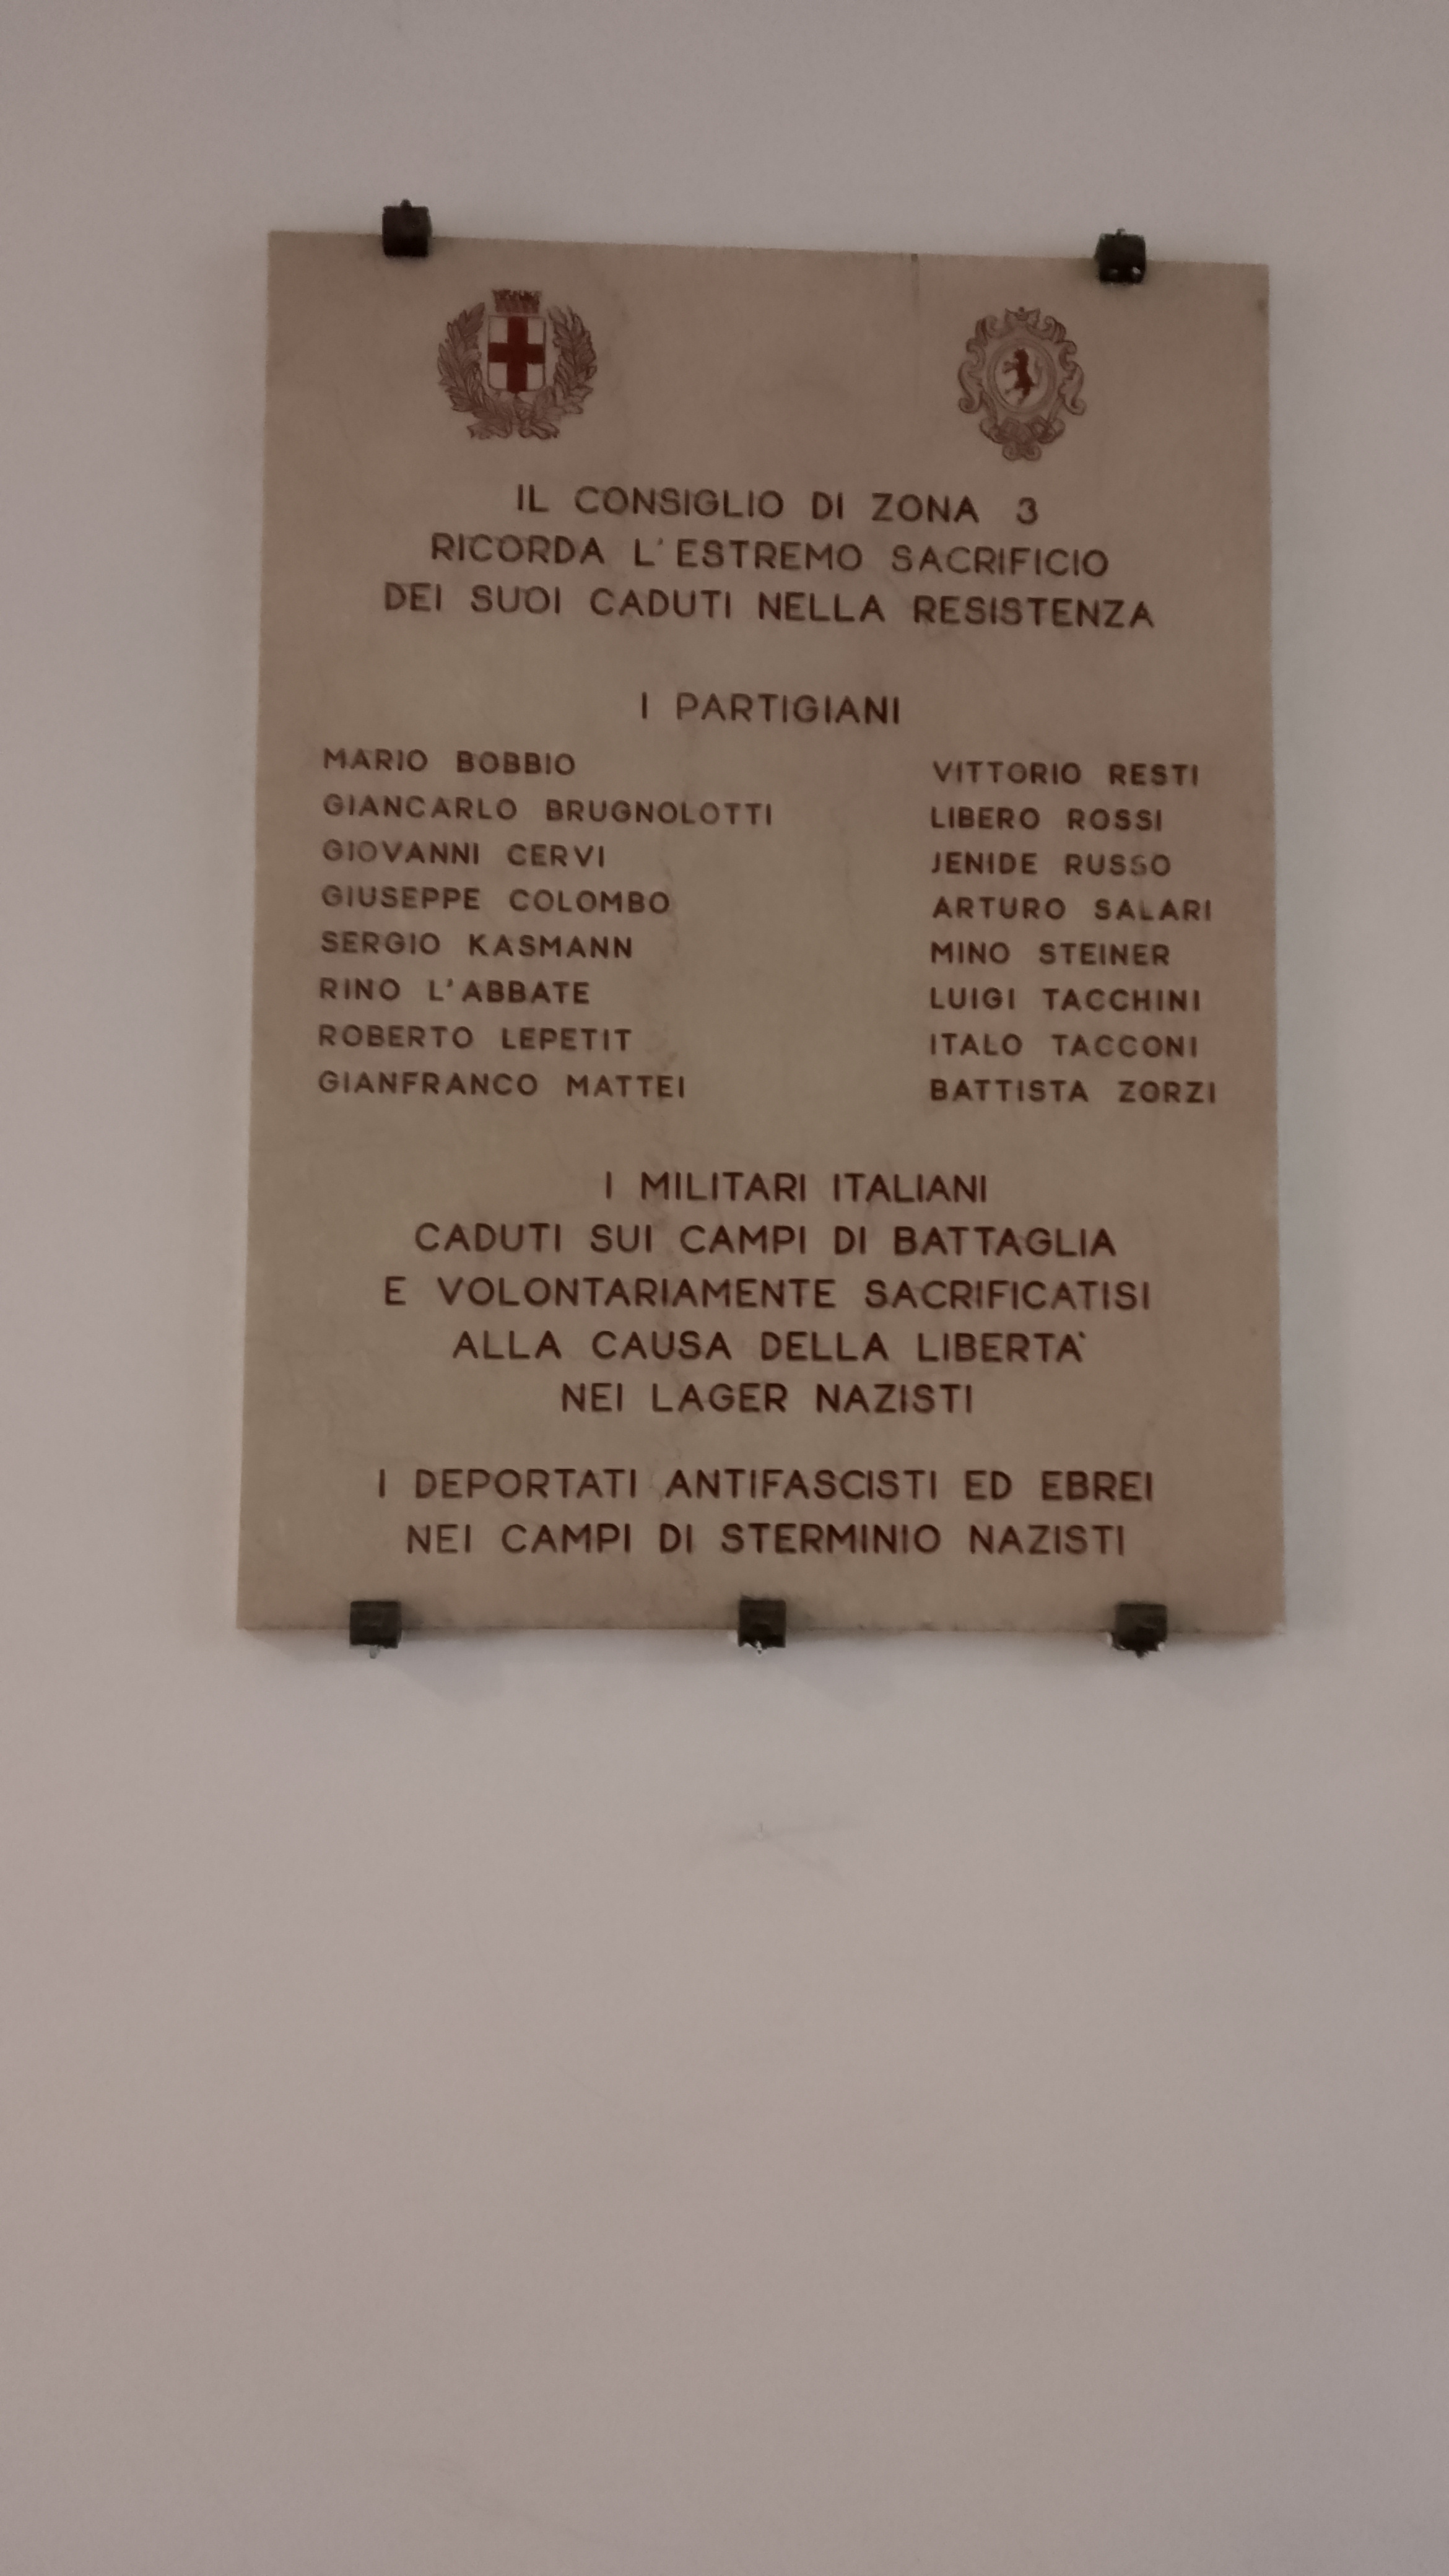 IL CONSIGLIO DI ZONA 3
RICORDA L'ESTREMO SACRIFICIO
DEI SUOI CADUTI NELLA RESISTENZA
I PARTIGIANI
MARIO BOBBIO
GIANCARLO BRUGNOLOTTI
GIOVANNI CERVI
GIUSEPPE COLOMBO
SERGIO KASMANN
RINO L'ABBATE
ROBERTO LEPETIT
GIANFRANCO MATTEI
VITTORIO RESTI
LIBERO ROSSI
JENIDE RUSSO
ARTURO SALARI
MINO STEINER
LUIGI TACCHINI
ITALO TACCONI
BATTISTA ZORZI
I MILITARI ITALIANI
CADUTI SUI CAMPI DI BATTAGLIA
E VOLONTARIAMENTE SACRIFICATISI
ALLA CAUSA DELLA LIBERTA'
NEI LAGER NAZISTI
I DEPORTATI ANTIFASCISTI ED EBREI
NEI CAMPI DI STERMINIO NAZISTI